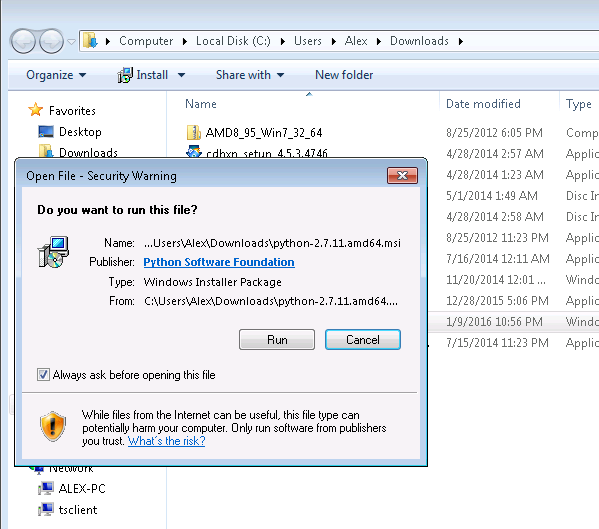 Computer Local Disk (C:) Users Alex Downloads
Organize Install Share with New folder
Favorites
Desktop
Downloads
Name Date modified Type
AMD8_95_Win7_32_64 8/25/2012 6:05 PM Comp
cdbxp_setup_4.5.3.4746 4/28/2014 2:57 AM Applic
4/28/2014 1:23 AM Applic
5/1/2014 1:49 AM Disc In
4/28/2014 2:58 AM Applic
8/25/2012 11:23 PM Applic
7/16/2014 12:11 AM Applic
11/20/2014 12:01 ... Disc In
12/28/2015 5:06 PM Applic
1/9/2016 10:56 PM Windo
7/15/2014 11:23 PM Applic
Open File - Security Warning
Do you want to run this file?
Name: ...Users\Alex\Downloads\python-2.7.11.amd64.msi
Publisher: Python Software Foundation
Type: Windows Installer Package
From: C:\Users\Alex\Downloads\python-2.7.11.amd64....
Run Cancel
Always ask before opening this file
While files from the Internet can be useful, this file type can
potentially harm your computer. Only run software from publishers
you trust. What's the risk?
Network
ALEX-PC
tsclient